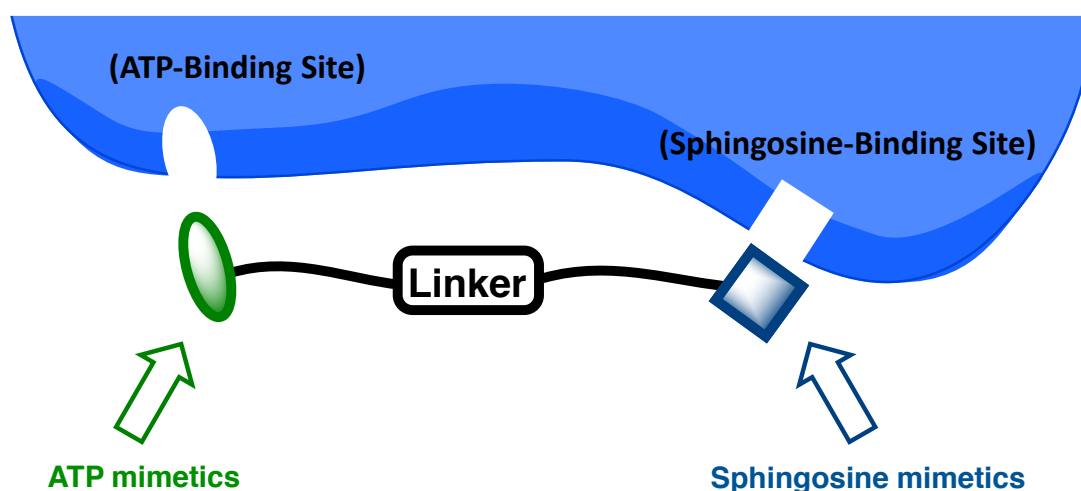 (ATP-Binding Site)
(Sphingosine-Binding Site)
Linker
ATP mimetics
Sphingosine mimetics